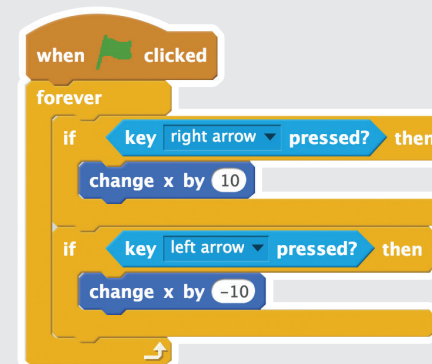 when clicked
forever
if key right arrow pressed? then
change x by 10
if key left arrow pressed? then
change x by -10